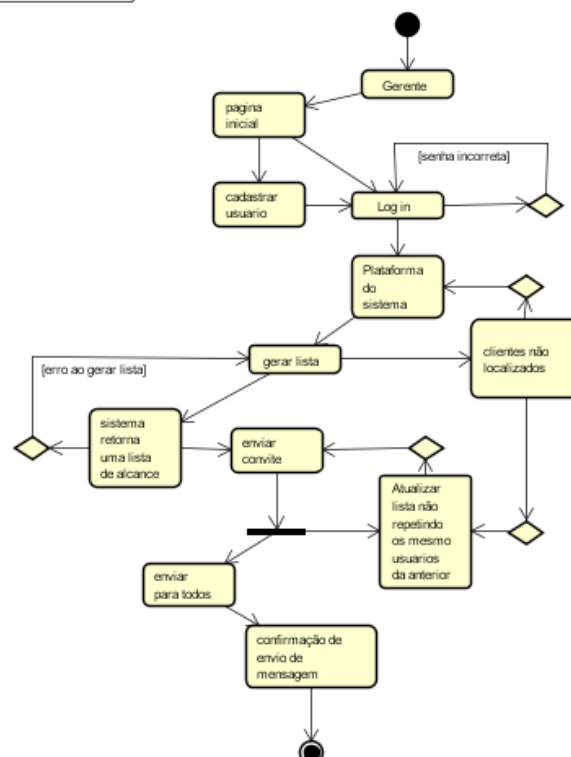 Gerente
pagina
inicial
[senha incorreta]
cadastrar
usuario
Log in
Plataforma
do
sistema
clientes não
localizados
gerar lista
[erro ao gerar lista]
sistema
retorna
uma lista
de alcance
enviar
convite
Atualizar
lista não
repetindo
os mesmo
usuarios
da anterior
enviar
para todos
confirmação de
envio de
mensagem